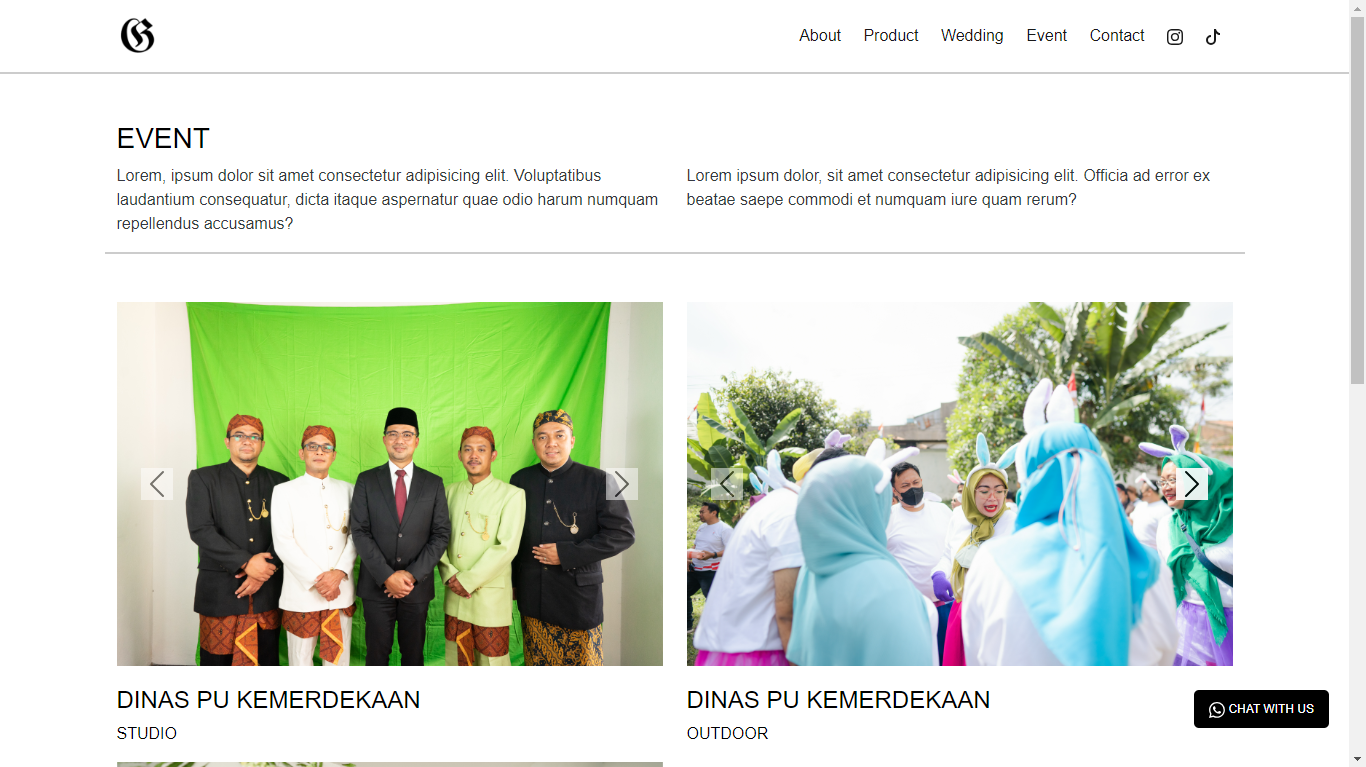 G
About Product Wedding Event Contact
EVENT
Lorem, ipsum dolor sit amet consectetur adipisicing elit. Voluptatibus
laudantium consequatur, dicta itaque aspernatur quae odio harum numquam
repellendus accusamus?
Lorem ipsum dolor, sit amet consectetur adipisicing elit. Officia ad error ex
beatae saepe commodi et numquam iure quam rerum?
DINAS PU KEMERDEKAAN
STUDIO
DINAS PU KEMERDEKAAN
OUTDOOR
CHAT WITH US